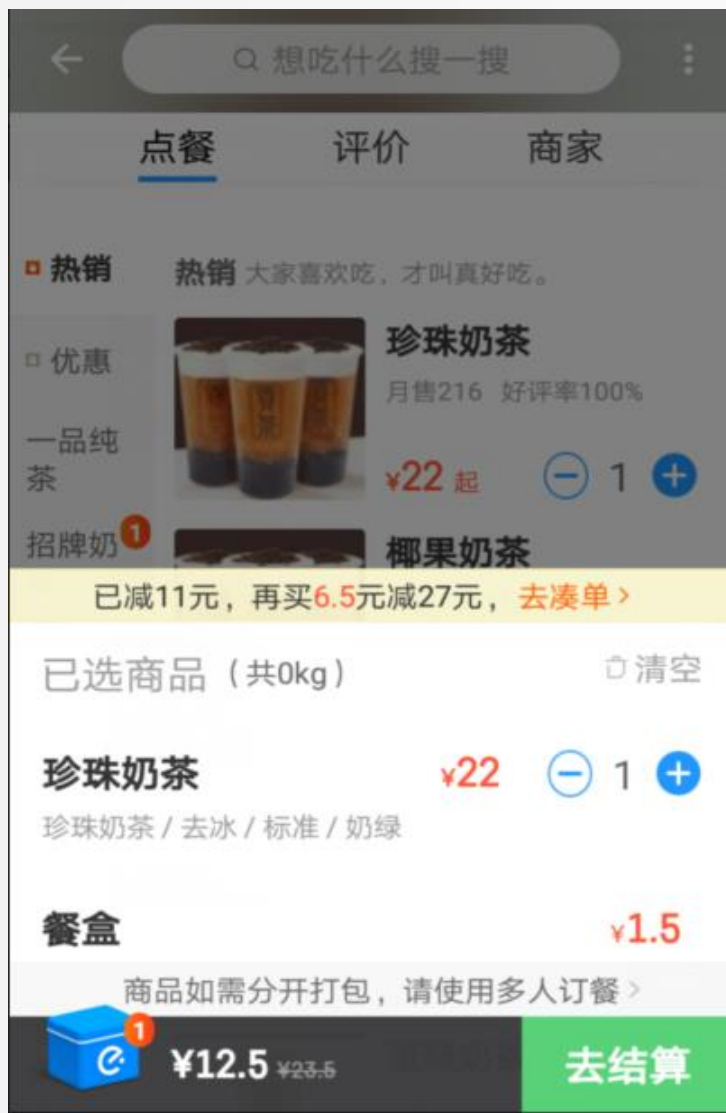 想吃什么搜一搜
点餐 评价 商家
热销
热销 大家喜欢吃，才叫真好吃。
优惠
珍珠奶茶
月售216 好评率100%
一品纯
茶
¥22 起 1
招牌奶 1
椰果奶茶
已减11元，再买6.5元减27元，去凑单 >
已选商品（共0kg） 清空
珍珠奶茶 ¥22 1
珍珠奶茶 / 去冰 / 标准 / 奶绿
餐盒 ¥1.5
商品如需分开打包，请使用多人订餐 >
1
¥12.5 ¥23.5 去结算